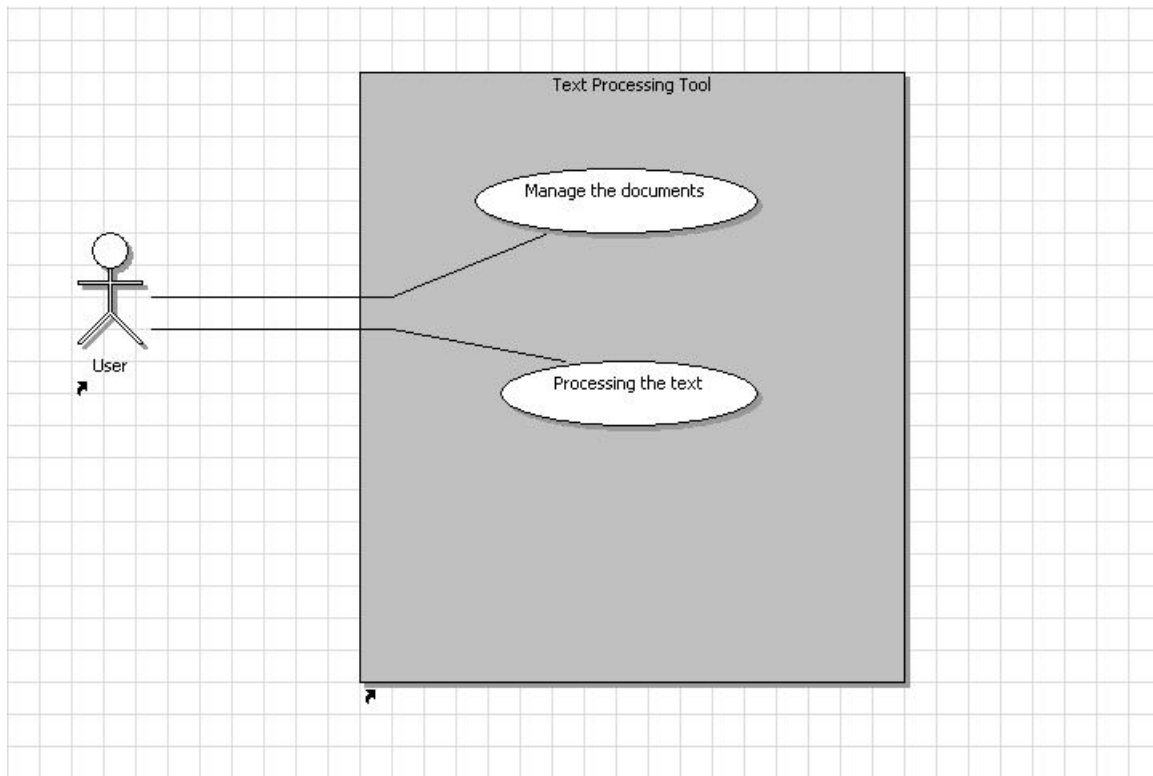 Text Processing Tool
Manage the documents
User
Processing the text